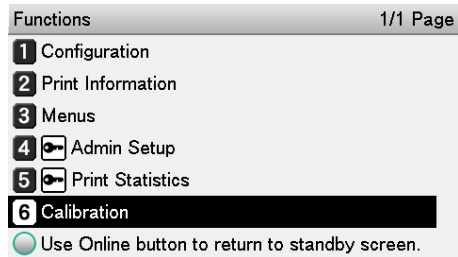 Functions 1/1 Page
1 Configuration
2 Print Information
3 Menus
4 Admin Setup
5 Print Statistics
6 Calibration
Use Online button to return to standby screen.